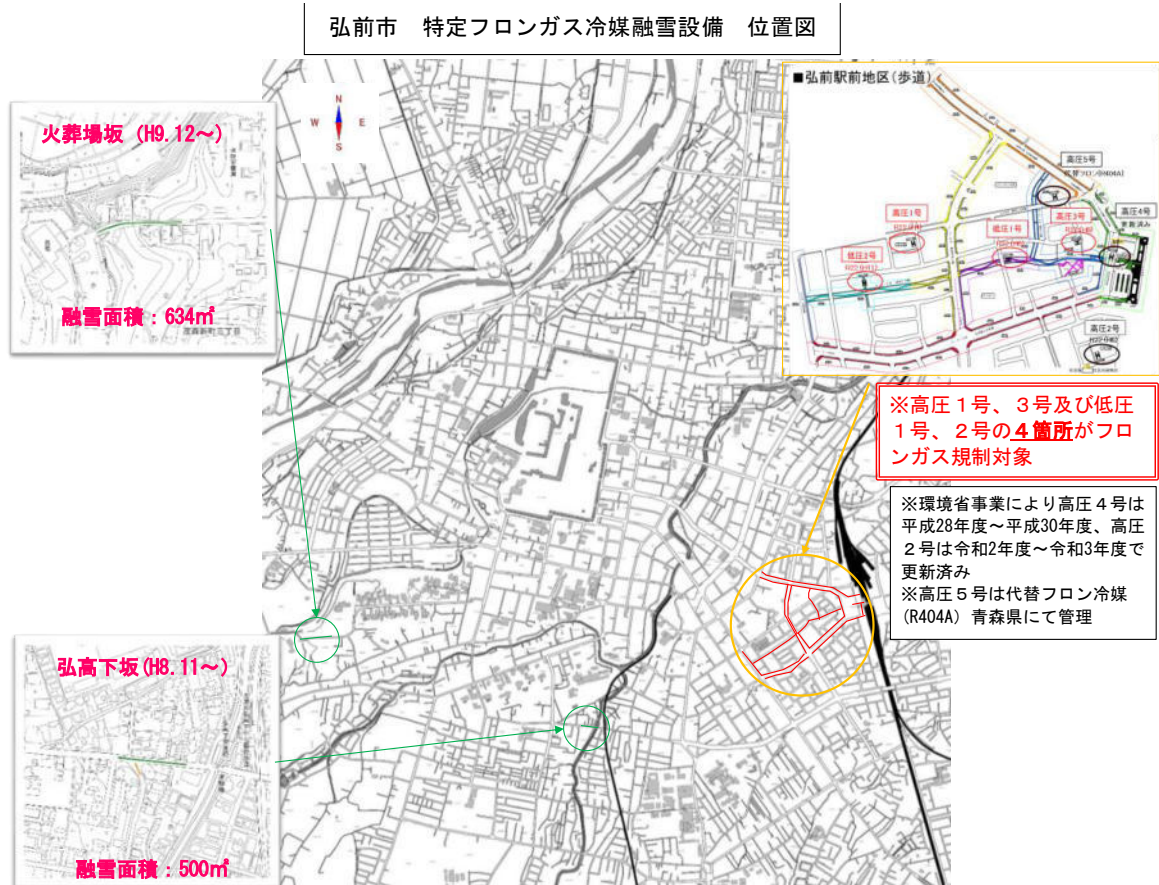 弘前市　特定フロンガス冷媒融雪設備　位置図
火葬場坂 (H9.12～)
融雪面積：634㎡
N
W E
S
■弘前駅前地区(歩道)
高圧5号
高圧4号
更新済み
高圧1号
低圧1号
高圧3号
低圧2号
高圧2号
※高圧１号、３号及び低圧
１号、２号の４箇所がフロ
ンガス規制対象
※環境省事業により高圧４号は
平成28年度～平成30年度、高圧
２号は令和2年度～令和3年度で
更新済み
※高圧５号は代替フロン冷媒
(R404A) 青森県にて管理
弘高下坂(H8.11～)
融雪面積：500㎡